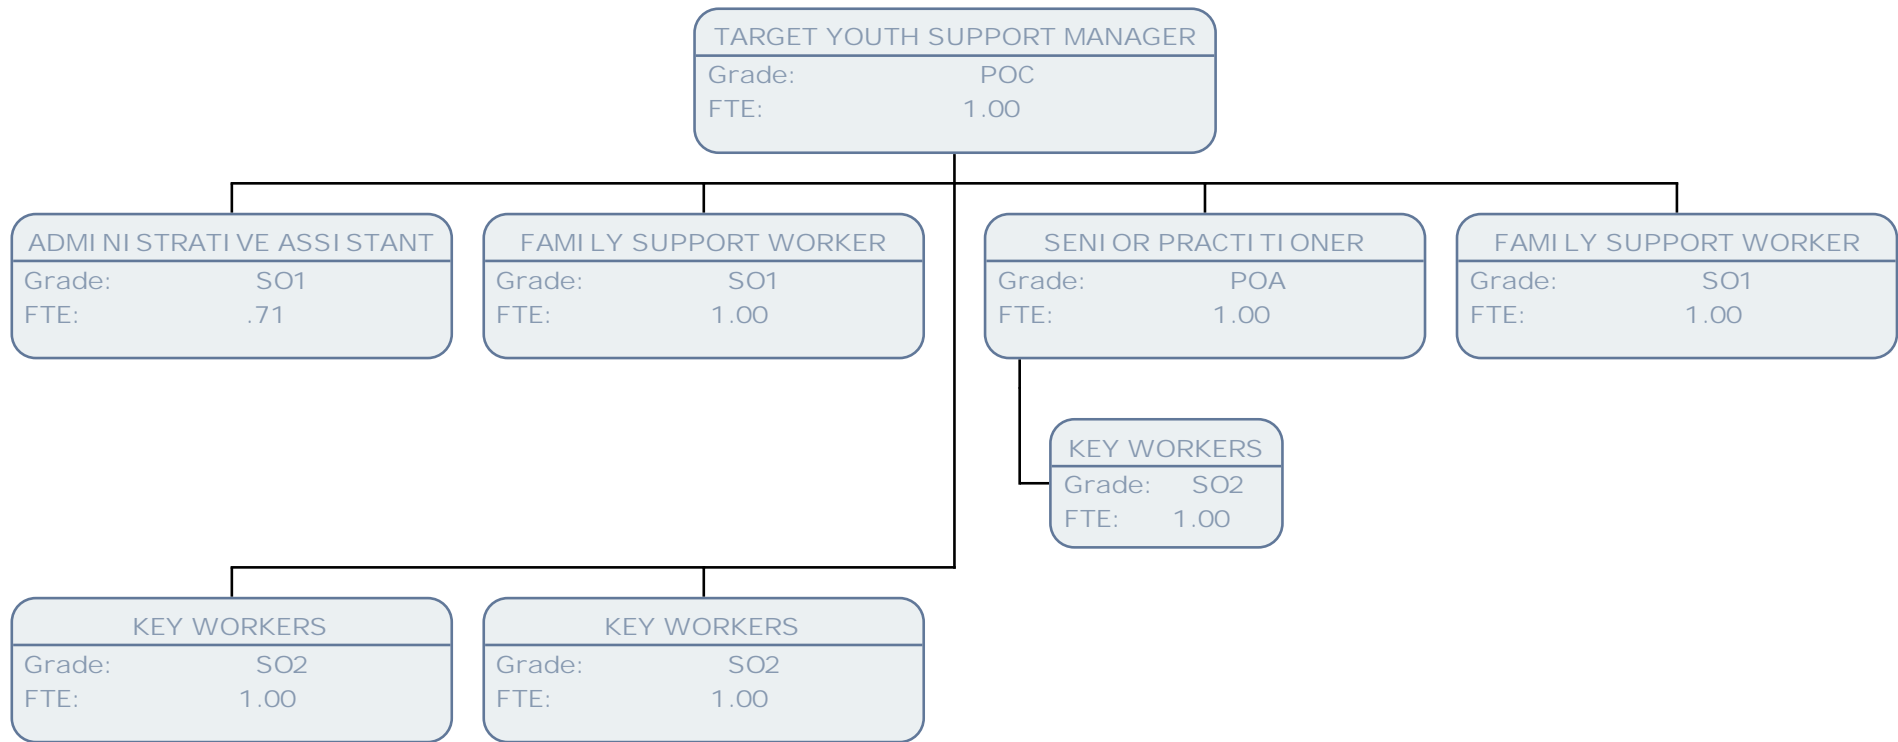 TARGET YOUTH SUPPORT MANAGER
Grade: POC
FTE: 1.00
ADMINISTRATIVE ASSISTANT
Grade: SO1
FTE: .71
FAMILY SUPPORT WORKER
Grade: SO1
FTE: 1.00
SENIOR PRACTITIONER
Grade: POA
FTE: 1.00
FAMILY SUPPORT WORKER
Grade: SO1
FTE: 1.00
KEY WORKERS
Grade: SO2
FTE: 1.00
KEY WORKERS
Grade: SO2
FTE: 1.00
KEY WORKERS
Grade: SO2
FTE: 1.00